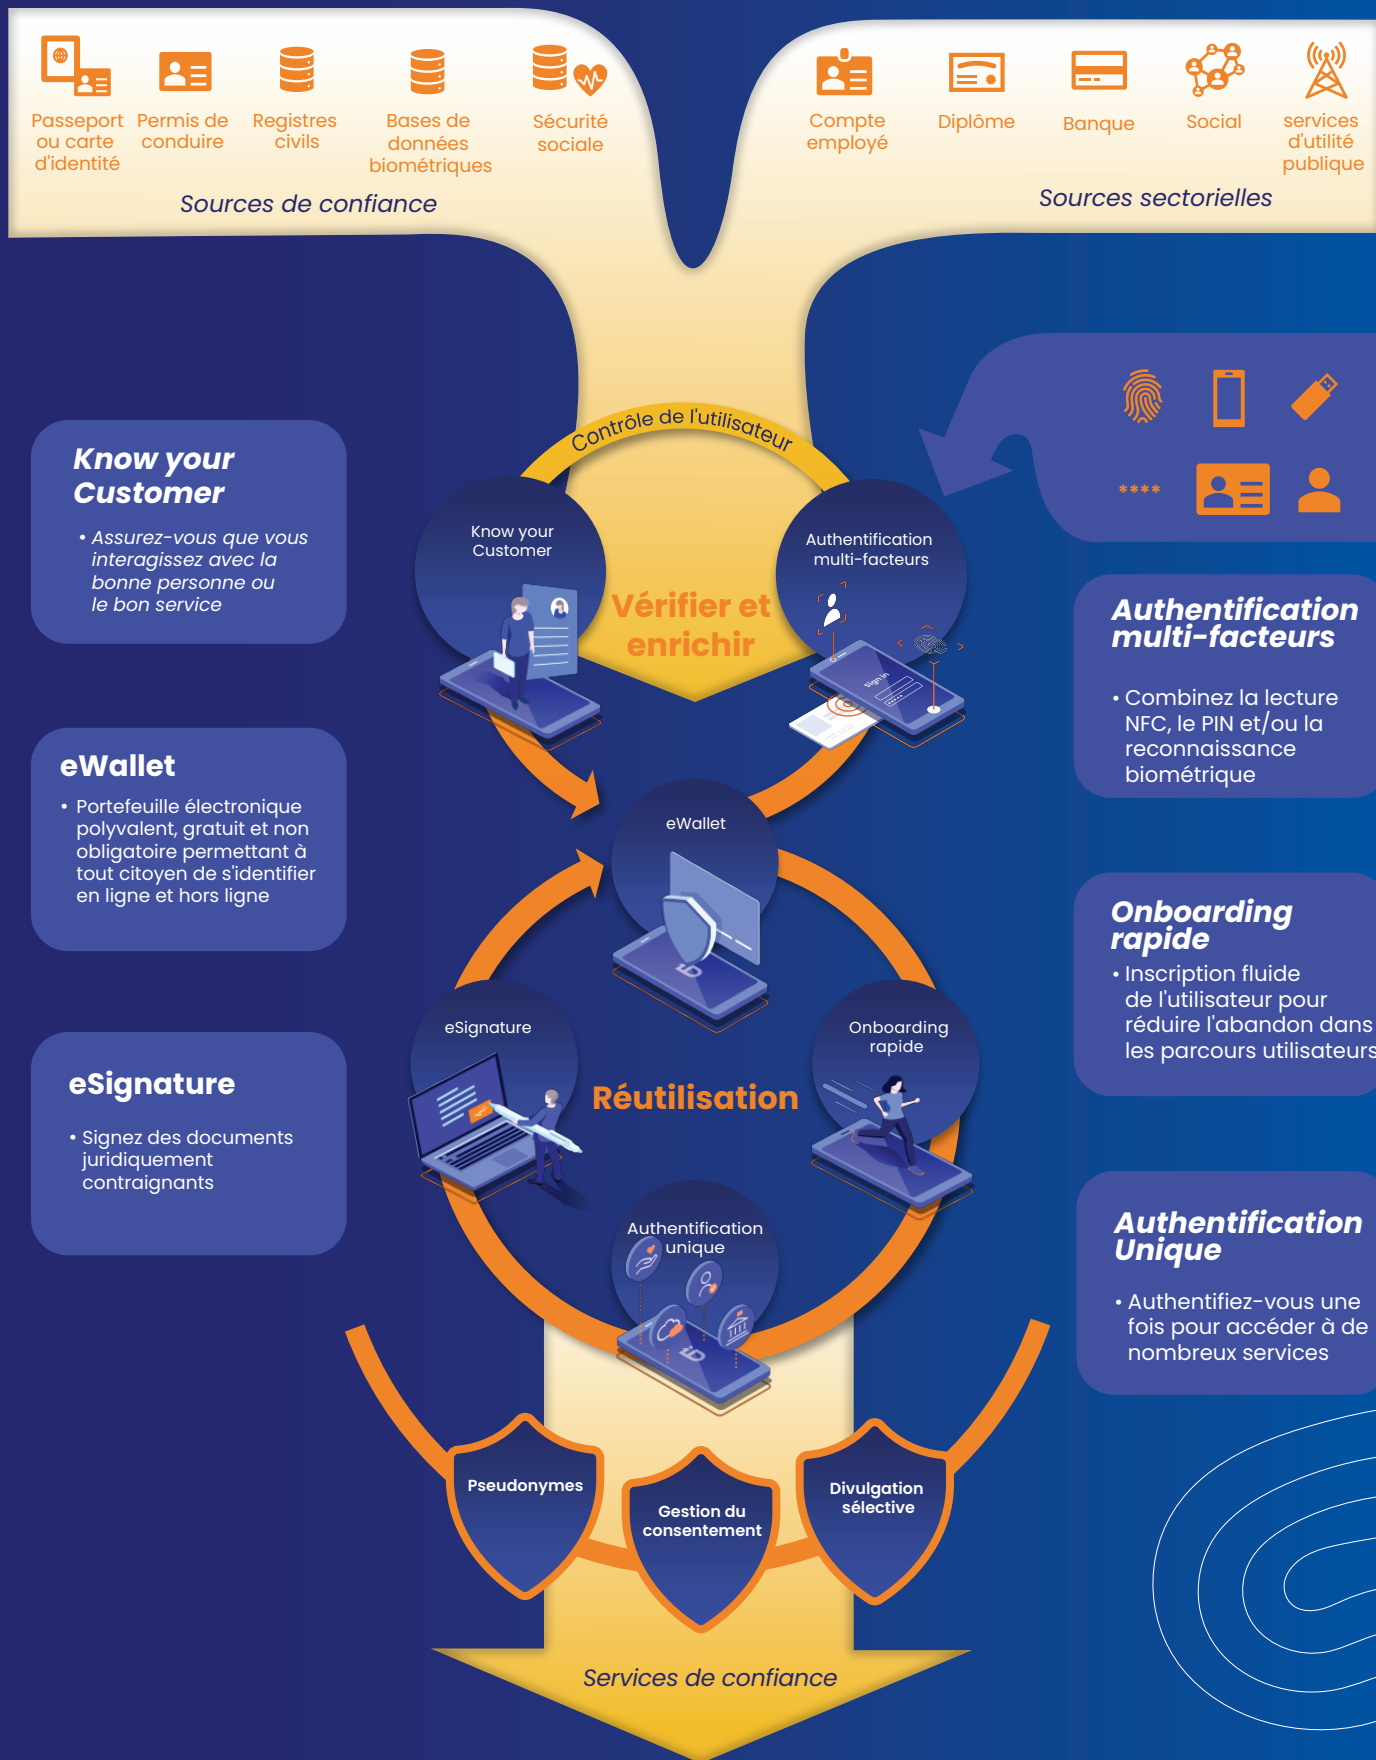 Passeport
ou carte
d'identité
Permis de
conduire
Registres
civils
Bases de
données
biométriques
Sécurité
sociale
Sources de confiance
Compte
employé
Diplôme
Banque
Social
services
d'utilité
publique
Sources sectorielles
Contrôle de l'utilisateur
****
Know your
Customer
• Assurez-vous que vous
interagissez avec la
bonne personne ou
le bon service
Know your
Customer
Authentification
multi-facteurs
Vérifier et
enrichir
Sign in
Authentification
multi-facteurs
• Combinez la lecture
NFC, le PIN et/ou la
reconnaissance
biométrique
eWallet
• Portefeuille électronique
polyvalent, gratuit et non
obligatoire permettant à
tout citoyen de s'identifier
en ligne et hors ligne
eWallet
iD
Onboarding
rapide
• Inscription fluide
de l'utilisateur pour
réduire l'abandon dans
les parcours utilisateurs
eSignature
• Signez des documents
juridiquement
contraignants
eSignature
Onboarding
rapide
Réutilisation
Authentification
unique
iD
Authentification
Unique
• Authentifiez-vous une
fois pour accéder à de
nombreux services
Pseudonymes
Gestion du
consentement
Divulgation
sélective
Services de confiance